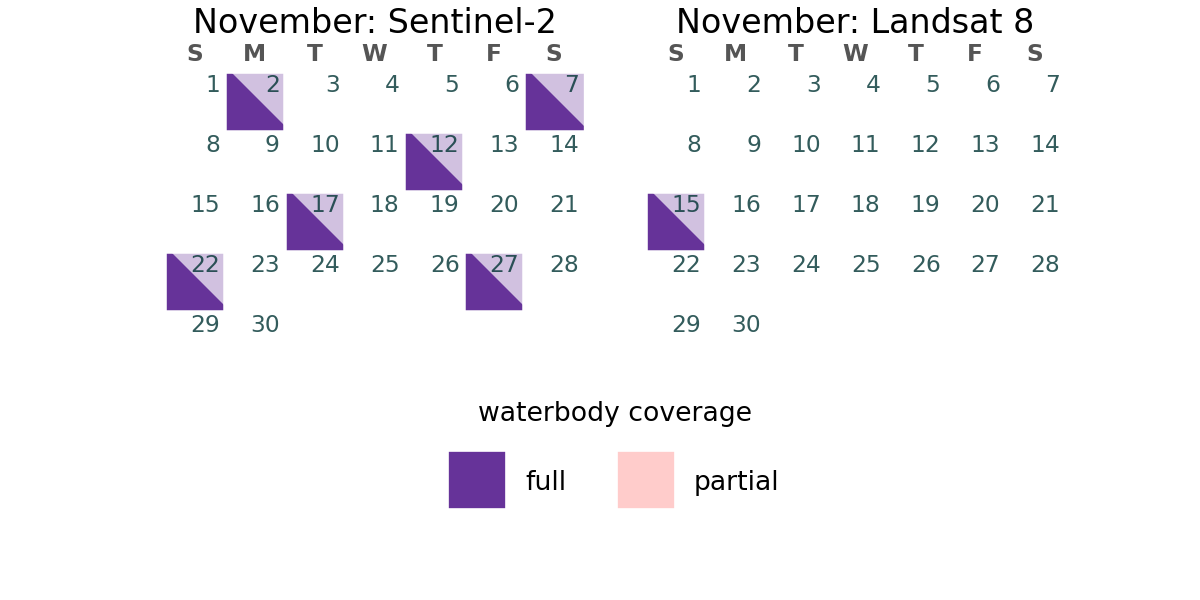 November: Sentinel-2
S M T W T F S
1 2 3 4 5 6 7
8 9 10 11 12 13 14
15 16 17 18 19 20 21
22 23 24 25 26 27 28
29 30
November: Landsat 8
S M T W T F S
1 2 3 4 5 6 7
8 9 10 11 12 13 14
15 16 17 18 19 20 21
22 23 24 25 26 27 28
29 30
waterbody coverage
full
partial